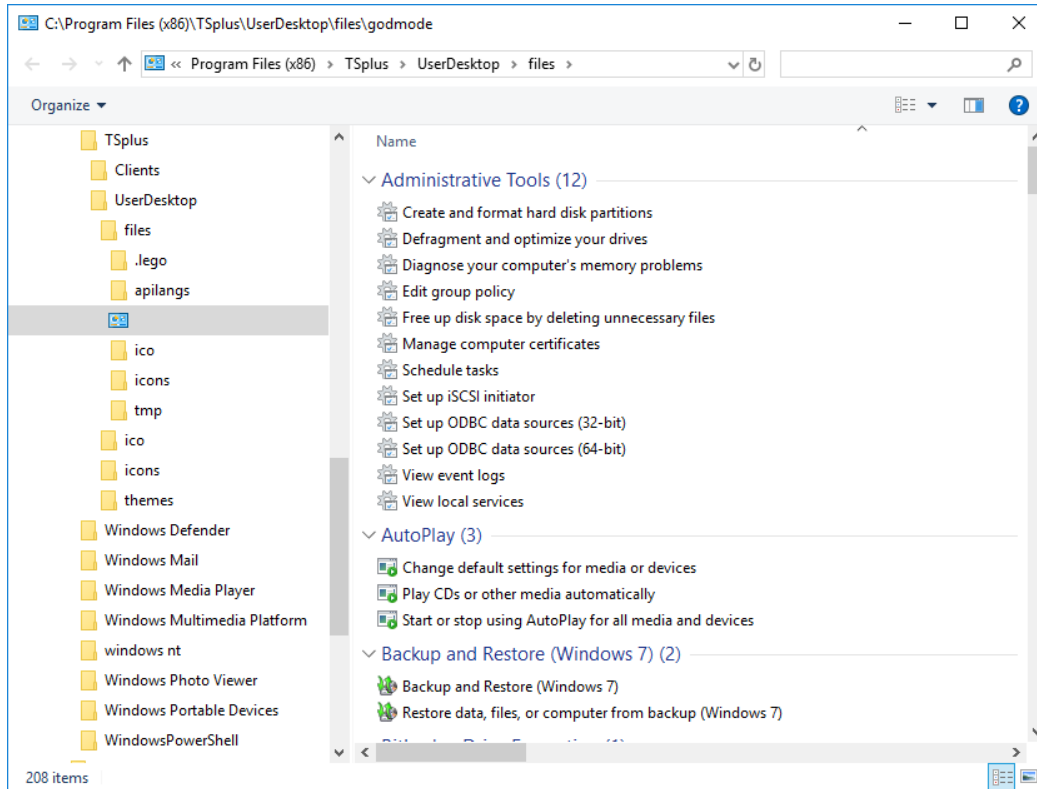 C:\Program Files (x86)\TSplus\UserDesktop\files\godmode
« Program Files (x86) > TSplus > UserDesktop > files >
Organize
TSplus
Clients
UserDesktop
files
.lego
apilangs
ico
icons
tmp
ico
icons
themes
Windows Defender
Windows Mail
Windows Media Player
Windows Multimedia Platform
windows nt
Windows Photo Viewer
Windows Portable Devices
WindowsPowerShell
Name
Administrative Tools (12)
Create and format hard disk partitions
Defragment and optimize your drives
Diagnose your computer's memory problems
Edit group policy
Free up disk space by deleting unnecessary files
Manage computer certificates
Schedule tasks
Set up iSCSI initiator
Set up ODBC data sources (32-bit)
Set up ODBC data sources (64-bit)
View event logs
View local services
AutoPlay (3)
Change default settings for media or devices
Play CDs or other media automatically
Start or stop using AutoPlay for all media and devices
Backup and Restore (Windows 7) (2)
Backup and Restore (Windows 7)
Restore data, files, or computer from backup (Windows 7)
208 items